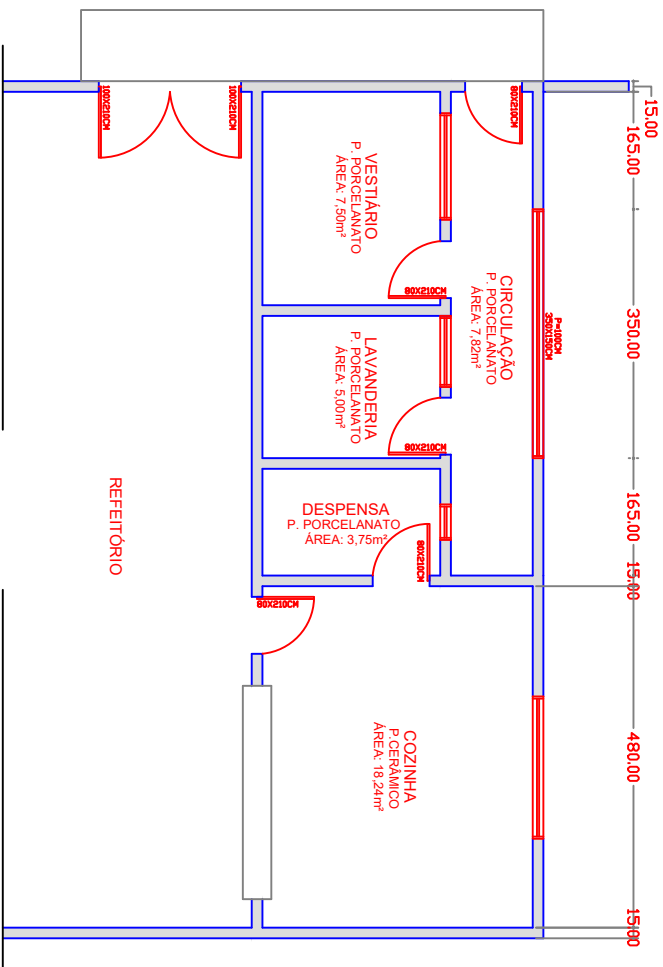 15.00
165.00
350.00
165.00
15.00
480.00
15.00
100X210CM
100X210CM
80X210CM
VESTIÁRIO
P. PORCELANATO
ÁREA: 7,50m²
80X210CM
CIRCULAÇÃO
P. PORCELANATO
ÁREA: 7,82m²
P=100CM
350X150CM
LAVANDERIA
P. PORCELANATO
ÁREA: 5,00m²
80X210CM
DESPENSA
P. PORCELANATO
ÁREA: 3,75m²
80X210CM
REFEITÓRIO
80X210CM
COZINHA
P.CERÂMICO
ÁREA: 18,24m²